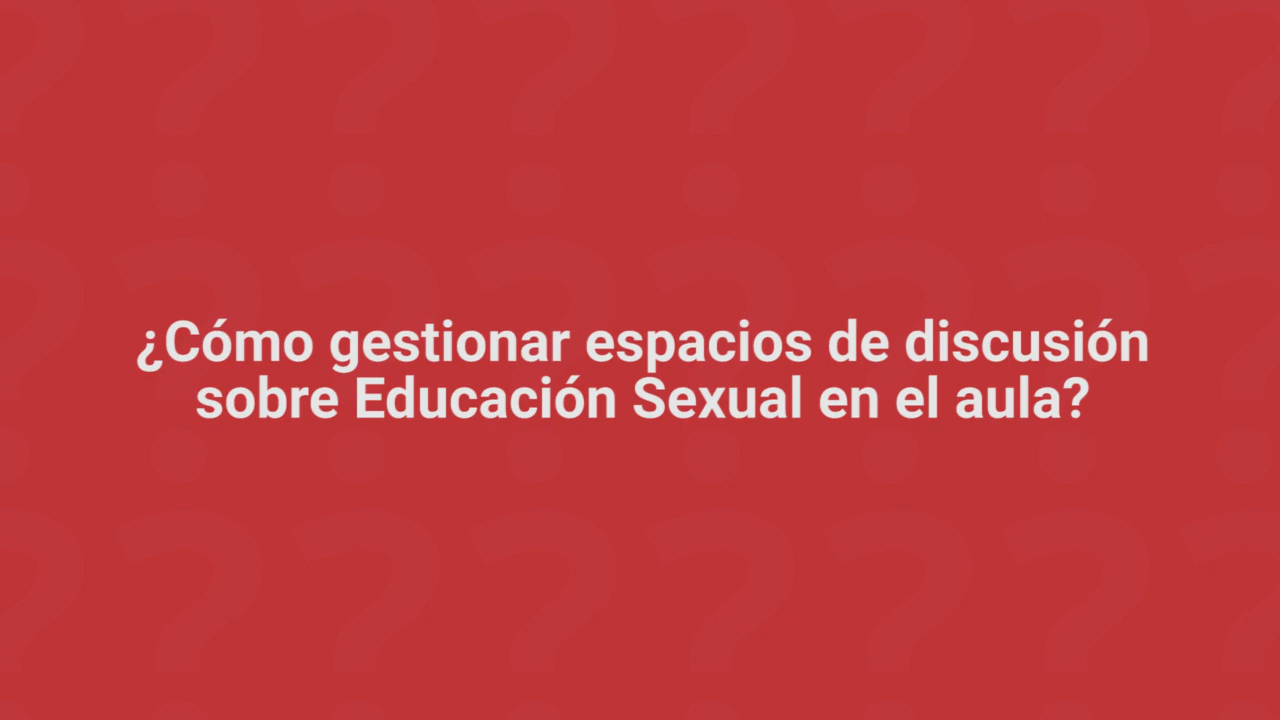 ¿Cómo gestionar espacios de discusión
sobre Educación Sexual en el aula?